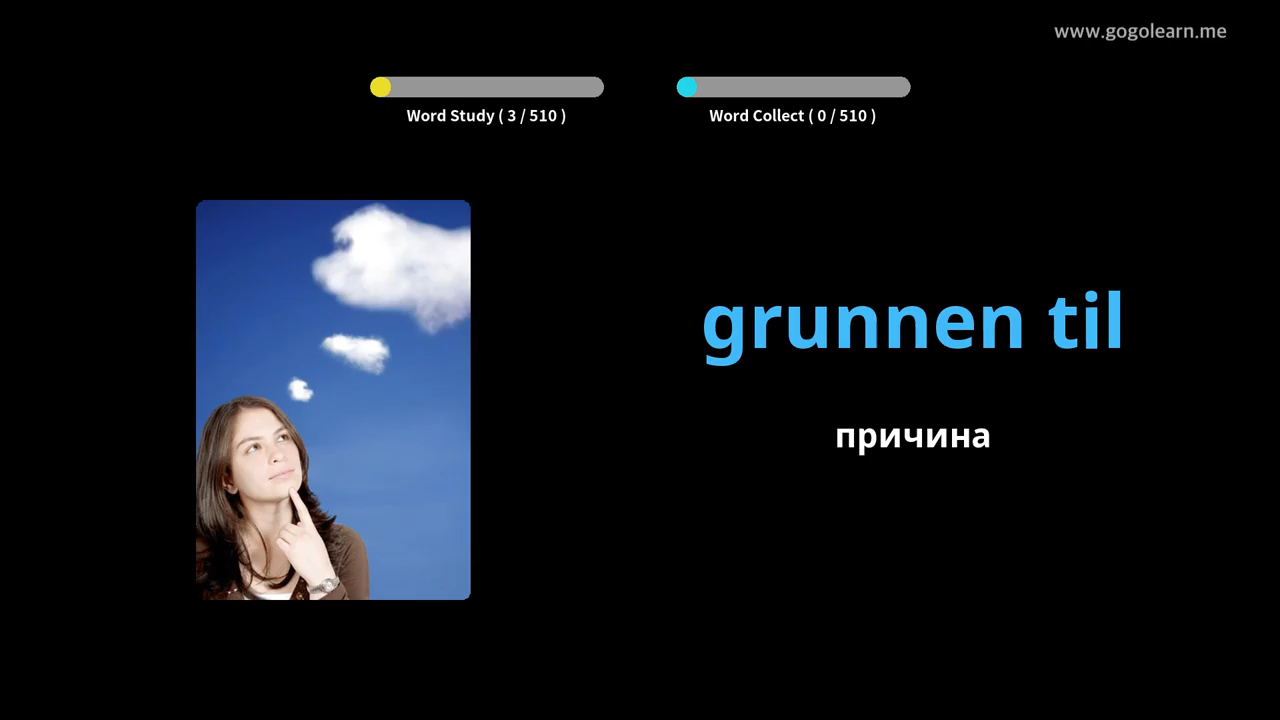 www.gogolearn.me
Word Study ( 3 / 510 )
Word Collect ( 0 / 510 )
grunnen til
причина